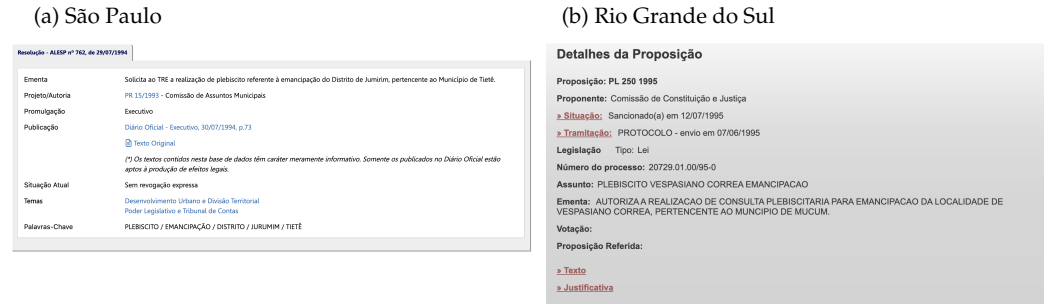 (a) São Paulo
Resolução - ALESP nº 762, de 29/07/1994
Ementa Solicita ao TRE a realização de plebiscito referente à emancipação do Distrito de Jumirim, pertencente ao Município de Tietê.
Projeto/Autoria PR 15/1993 - Comissão de Assuntos Municipais
Promulgação Executivo
Publicação Diário Oficial - Executivo, 30/07/1994, p.73
Texto Original
(*) Os textos contidos nesta base de dados têm caráter meramente informativo. Somente os publicados no Diário Oficial estão
aptos à produção de efeitos legais.
Situação Atual Sem revogação expressa
Temas Desenvolvimento Urbano e Divisão Territorial
Poder Legislativo e Tribunal de Contas
Palavras-Chave PLEBISCITO / EMANCIPAÇÃO / DISTRITO / JURUMIM / TIETÊ
(b) Rio Grande do Sul
Detalhes da Proposição
Proposição: PL 250 1995
Proponente: Comissão de Constituição e Justiça
» Situação: Sancionado(a) em 12/07/1995
» Tramitação: PROTOCOLO - envio em 07/06/1995
Legislação Tipo: Lei
Número do processo: 20729.01.00/95-0
Assunto: PLEBISCITO VESPASIANO CORREA EMANCIPACAO
Ementa: AUTORIZA A REALIZACAO DE CONSULTA PLEBISCITARIA PARA EMANCIPACAO DA LOCALIDADE DE
VESPASIANO CORREA, PERTENCENTE AO MUNCIPIO DE MUCUM.
Votação:
Proposição Referida:
» Texto
» Justificativa